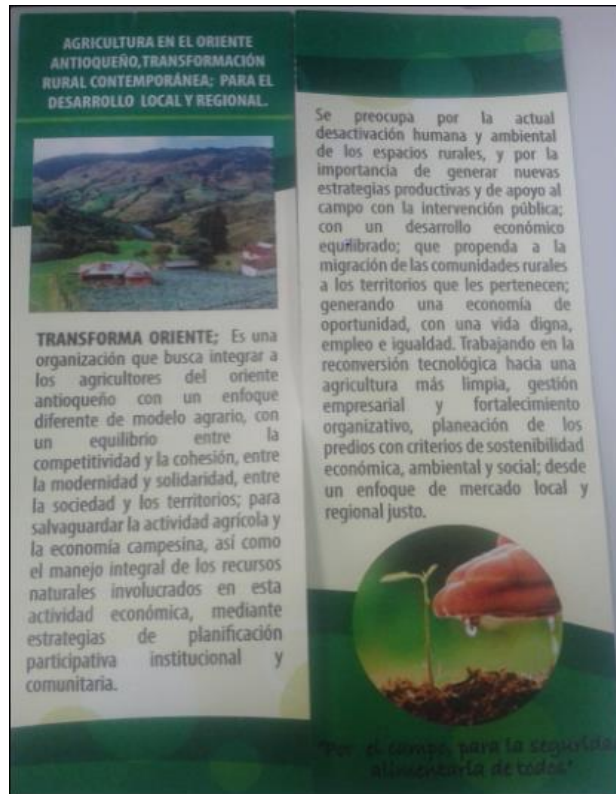 AGRICULTURA EN EL ORIENTE
ANTIOQUEÑO,TRANSFORMACIÓN
RURAL CONTEMPORÁNEA; PARA EL
DESARROLLO LOCAL Y REGIONAL.
TRANSFORMA ORIENTE; Es una
organización que busca integrar a
los agricultores del oriente
antioqueño con un enfoque
diferente de modelo agrario, con
un equilibrio entre la
competitividad y la cohesión, entre
la modernidad y solidaridad, entre
la sociedad y los territorios; para
salvaguardar la actividad agrícola y
la economía campesina, así como
el manejo integral de los recursos
naturales involucrados en esta
actividad económica, mediante
estrategias de planificación
participativa institucional y
comunitaria.
Se preocupa por la actual
desactivación humana y ambiental
de los espacios rurales, y por la
importancia de generar nuevas
estrategias productivas y de apoyo al
campo con la intervención pública;
con un desarrollo económico
equilibrado; que propenda a la
migración de las comunidades rurales
a los territorios que les pertenecen;
generando una economía de
oportunidad, con una vida digna,
empleo e igualdad. Trabajando en la
reconversión tecnológica hacia una
agricultura más limpia, gestión
empresarial y fortalecimiento
organizativo, planeación de los
predios con criterios de sostenibilidad
económica, ambiental y social; desde
un enfoque de mercado local y
regional justo.
"Por el campo, para la seguridad
alimentaria de todos"